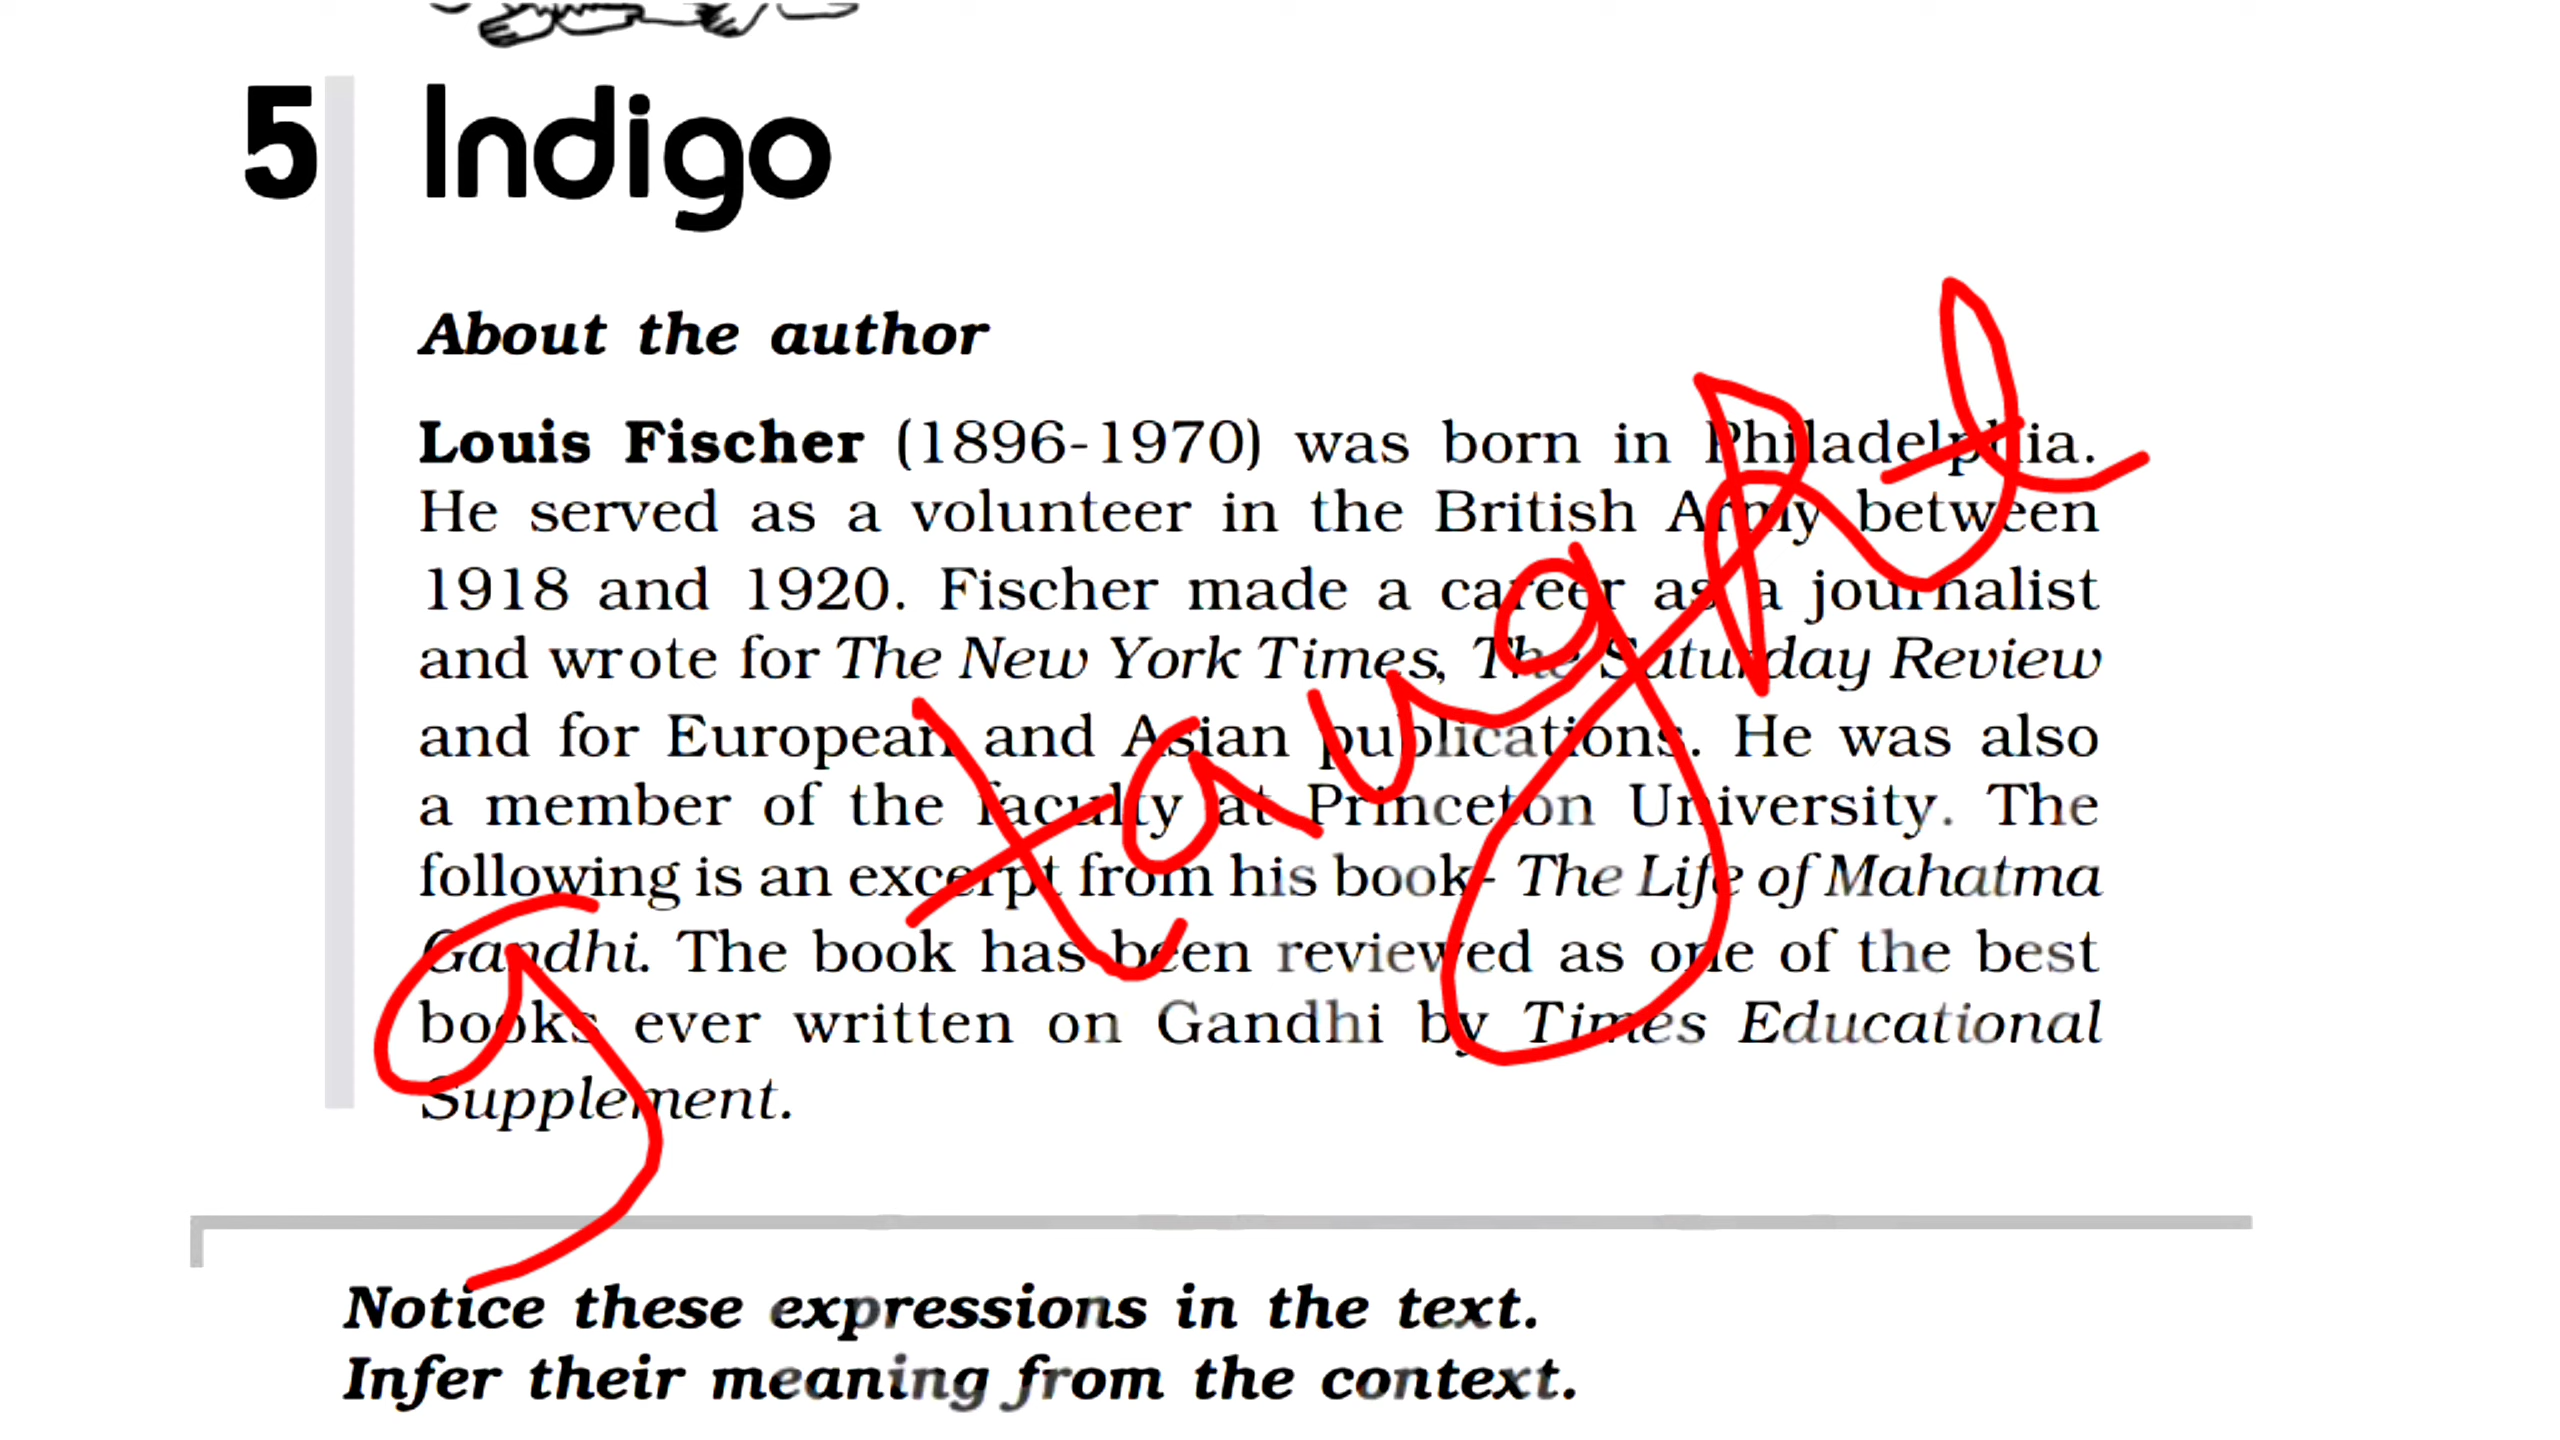 5 Indigo
About the author
Louis Fischer (1896-1970) was born in Philadelphia.
He served as a volunteer in the British Army between
1918 and 1920. Fischer made a career as a journalist
and wrote for The New York Times, The Saturday Review
and for European and Asian publications. He was also
a member of the faculty at Princeton University. The
following is an excerpt from his book- The Life of Mahatma
Gandhi. The book has been reviewed as one of the best
books ever written on Gandhi by Times Educational
Supplement.
g taught
Notice these expressions in the text.
Infer their meaning from the context.